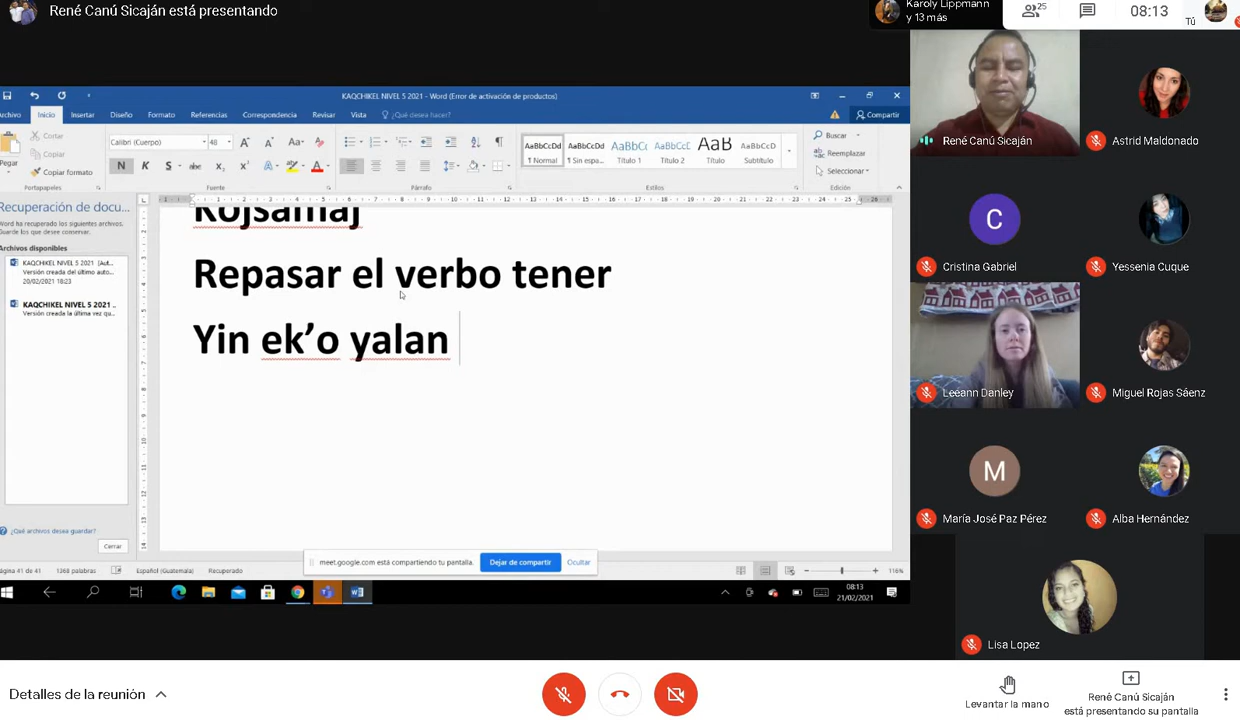 René Canú Sicaján está presentando
Karoly Lippmann
y 13 más
25
08:13
Tú
KAQCHIKEL NIVEL 5 2021 - Word (Error de activación de productos)
Archivo Inicio Insertar Diseño Formato Referencias Correspondencia Revisar Vista ¿Qué desea hacer? Compartir
Pegar
Cortar
Copiar
Copiar formato
Portapapeles
Calibri (Cuerpo) 48
N K S abc
Fuente
Párrafo
AaBbCcDd AaBbCcDd AaBbCc AaBbCcD AaB AaBbCcD
1 Normal 1 Sin espa... Título 1 Título 2 Título Subtítulo
Estilos
Buscar
Reemplazar
Seleccionar
Edición
Recuperación de docu...
Word ha recuperado los siguientes archivos.
Guarde los que desee conservar.
Archivos disponibles
KAQCHIKEL NIVEL 5 2021 (Aut...
Versión creada del último auto...
20/02/2021 18:23
KAQCHIKEL NIVEL 5 2021 ..
Versión creada la última vez qu...
¿Qué archivos desea guardar?
Cerrar
Kojsamäj
Repasar el verbo tener
Yin ek’o yalan
meet.google.com está compartiendo tu pantalla.
Dejar de compartir
Ocultar
Página 41 de 41 1368 palabras Español (Guatemala) Recuperado 116%
08:13
21/02/2021
René Canú Sicaján
Astrid Maldonado
C
Cristina Gabriel
Yessenia Cuque
Leeann Danley
Miguel Rojas Sáenz
M
María José Paz Pérez
Alba Hernández
Lisa Lopez
Detalles de la reunión
Levantar la mano
René Canú Sicaján
está presentando su pantalla